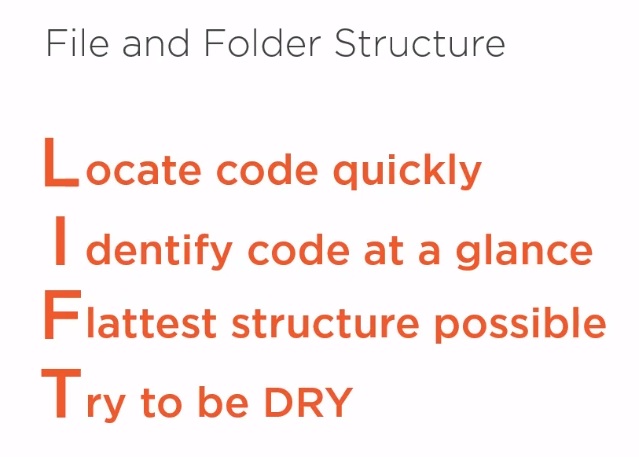 File and Folder Structure
Locate code quickly
Identify code at a glance
Flattest structure possible
Try to be DRY